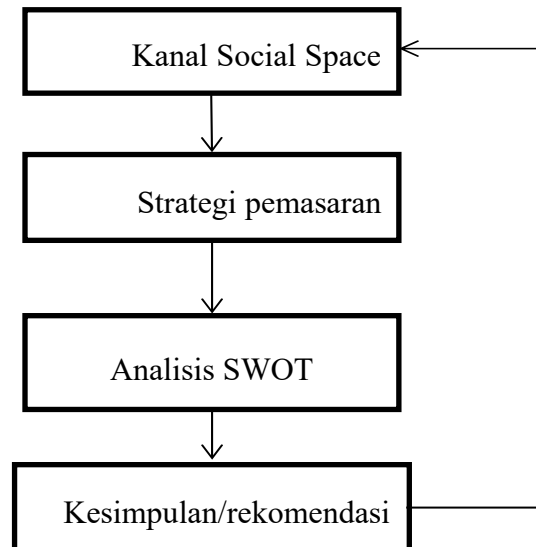 Kanal Social Space
Strategi pemasaran
Analisis SWOT
Kesimpulan/rekomendasi